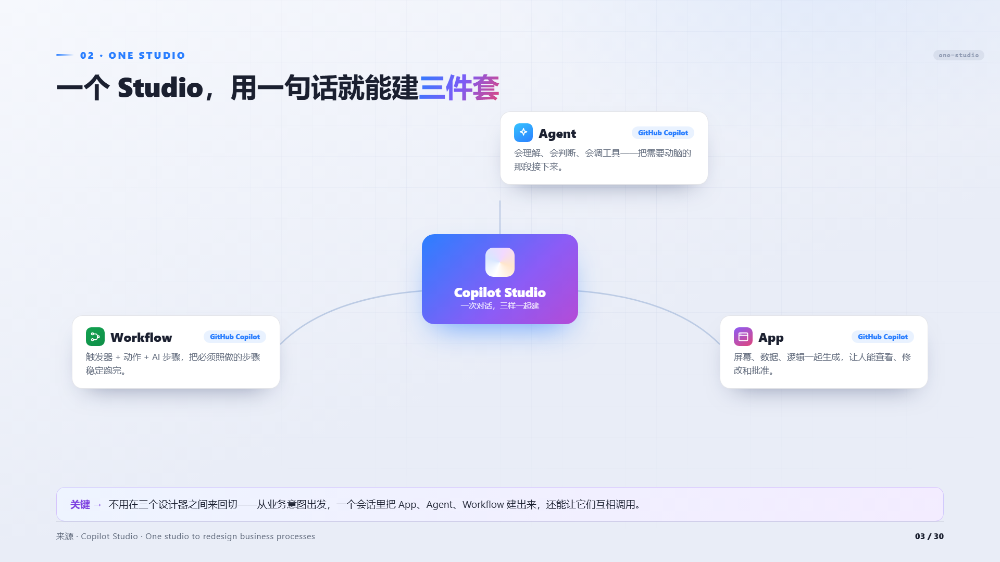 02 · ONE STUDIO
one-studio
一个 Studio，用一句话就能建三件套
Agent
GitHub Copilot
会理解、会判断、会调工具——把需要动脑的
那段接下来。
Copilot Studio
一次对话，三样一起建
Workflow
GitHub Copilot
触发器 + 动作 + AI 步骤，把必须照做的步骤
稳定跑完。
App
GitHub Copilot
屏幕、数据、逻辑一起生成，让人能查看、修
改和批准。
关键 → 不用在三个设计器之间来回切——从业务意图出发，一个会话里把 App、Agent、Workflow 建出来，还能让它们互相调用。
来源 · Copilot Studio · One studio to redesign business processes
03 / 30